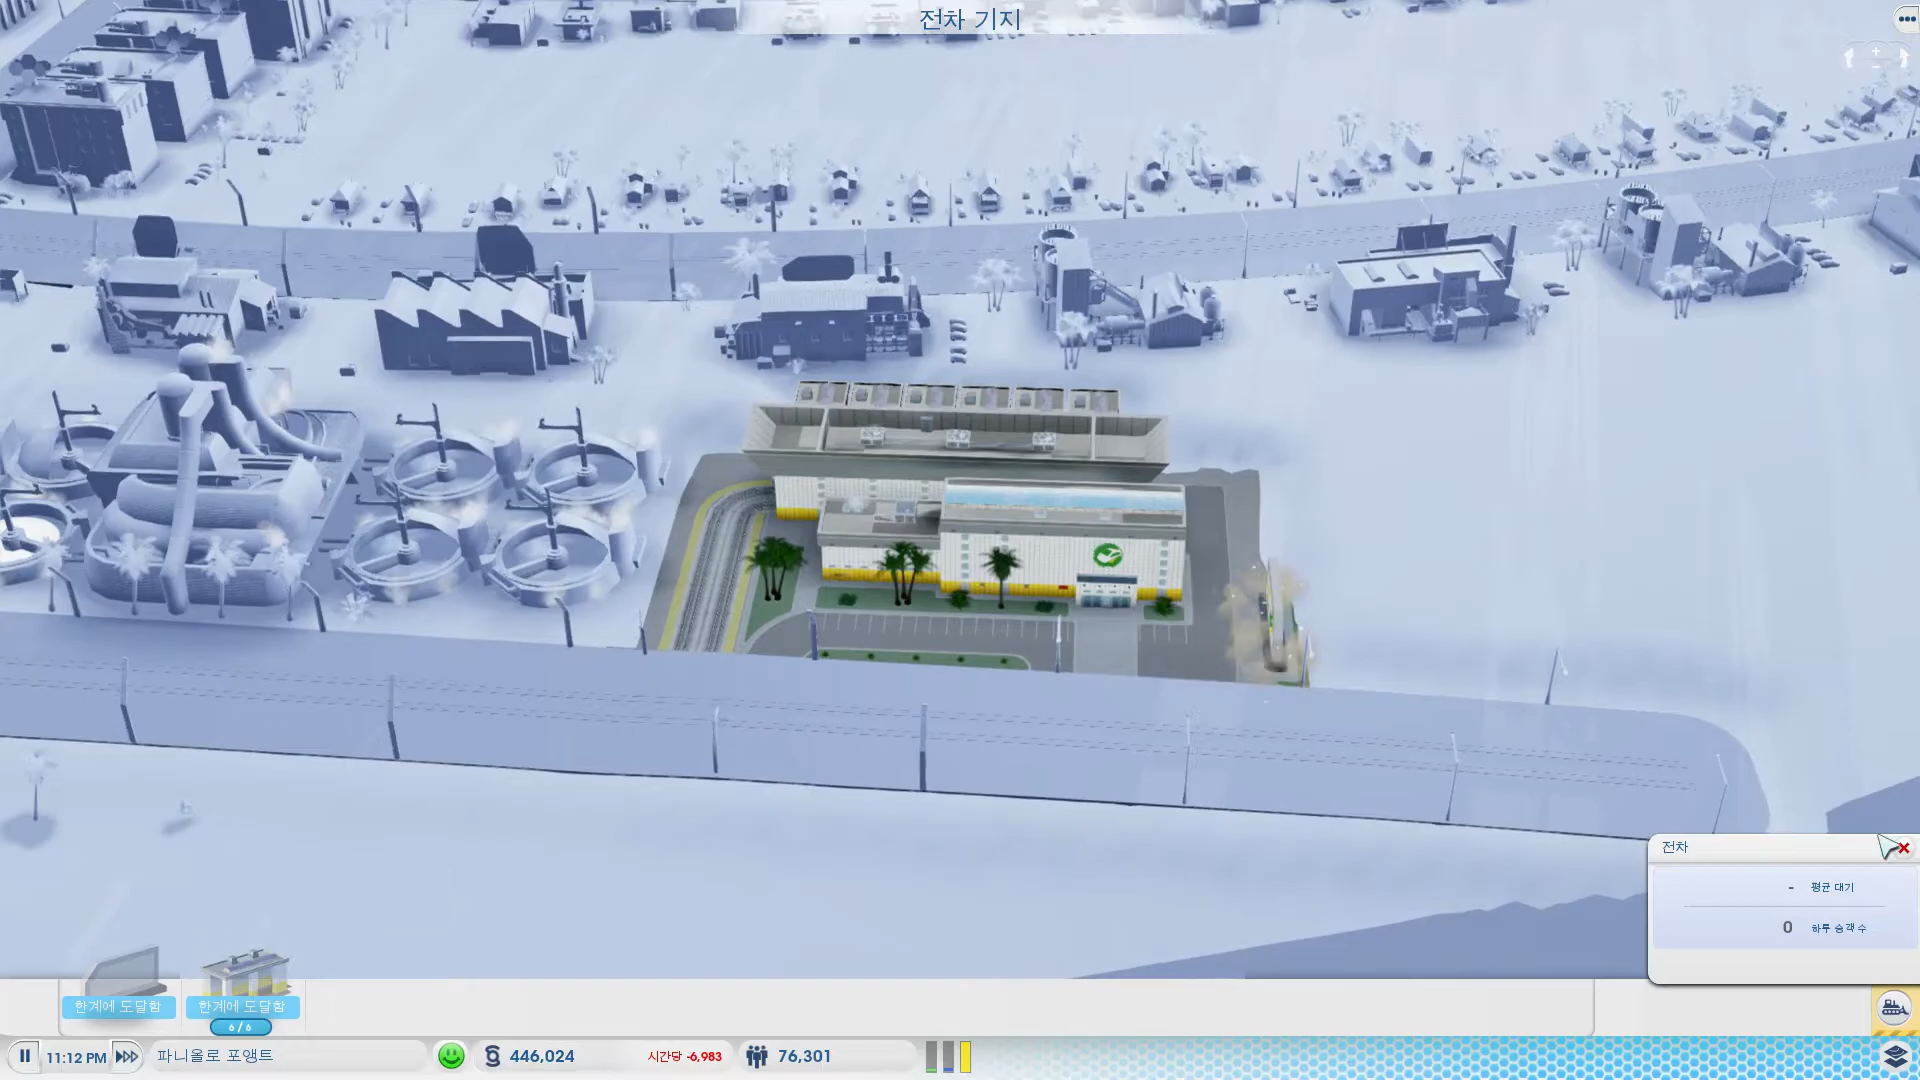 전차 기지
전차
- 평균 대기
0 하루 승객 수
한계에 도달함
한계에 도달함
6 / 6
11:12 PM
파니올로 포앵트
446,024
시간당 -6,983
76,301